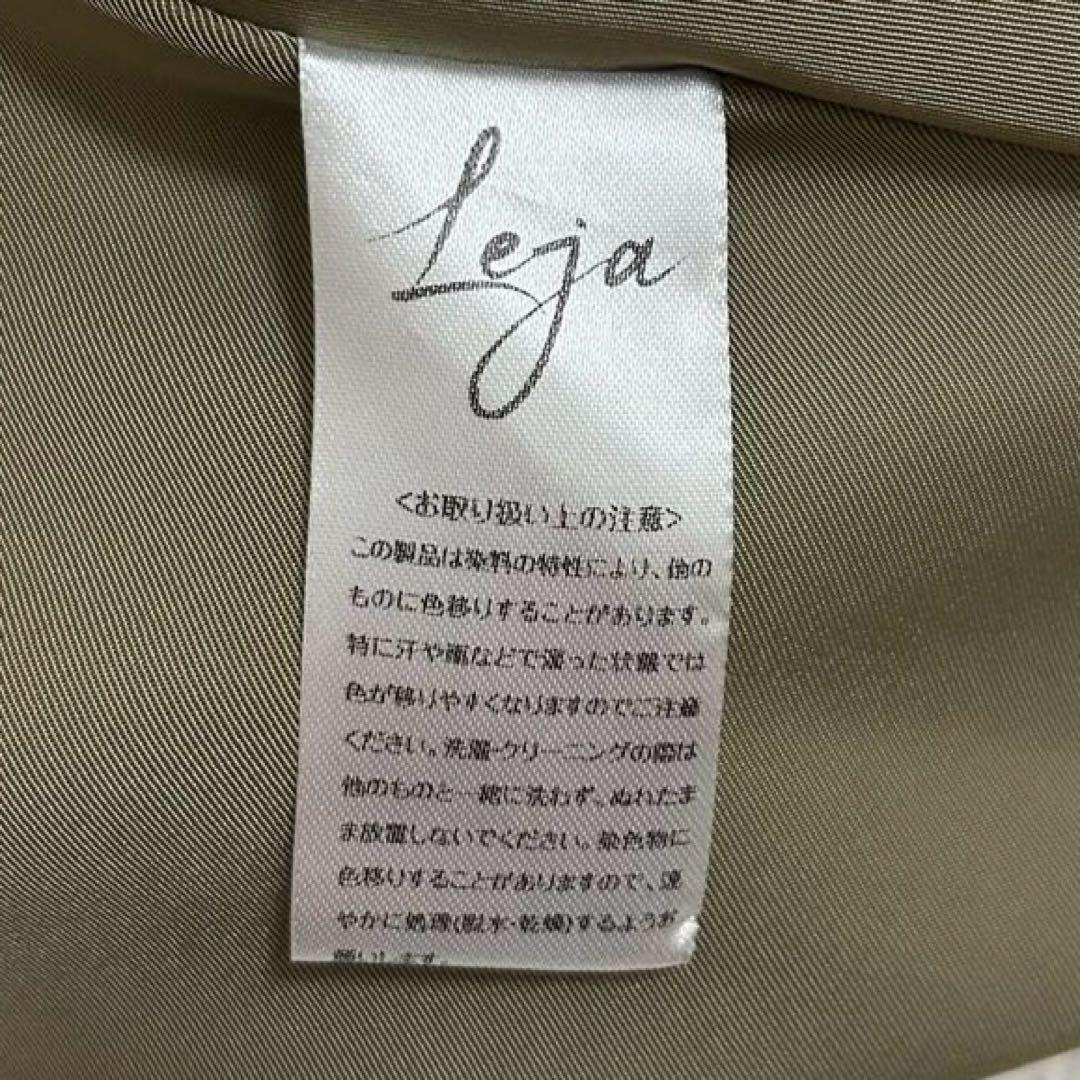 Leja
<お取り扱い上の注意>
この製品は染料の特性により、他の
ものに色移りすることがあります。
特に汗や雨などで湿った状態では
色が移りやすくなりますのでご注意
ください。洗濯・クリーニングの際は
他のものと一緒に洗わず、ぬれたま
ま放置しないでください。染色物に
色移りすることがありますので、速
やかに処理(脱水・乾燥)するようお
願いします。